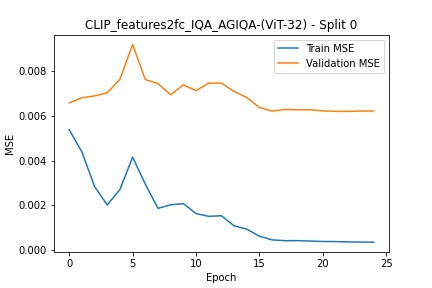 CLIP_features2fc_IQA_AGIQA-(ViT-32) - Split 0
Train MSE
Validation MSE
0.008
0.006
0.004
0.002
0.000
MSE
0 5 10 15 20 25
Epoch